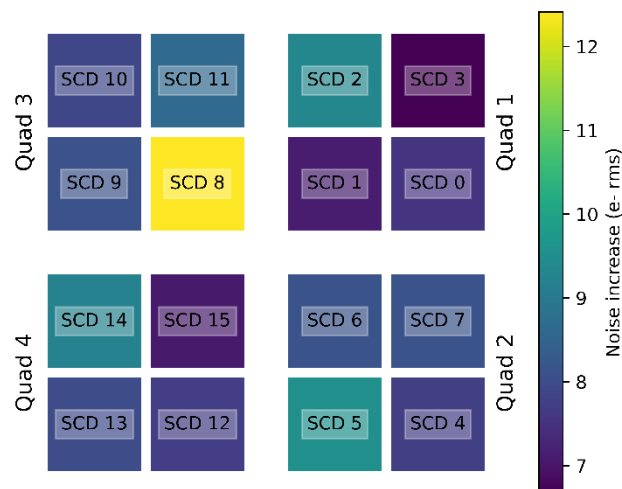 Quad 3
SCD 10
SCD 11
SCD 9
SCD 8
SCD 2
SCD 3
SCD 1
SCD 0
Quad 1
Quad 4
SCD 14
SCD 15
SCD 13
SCD 12
SCD 6
SCD 7
SCD 5
SCD 4
Quad 2
12
11
10
9
8
7
Noise increase (e- rms)